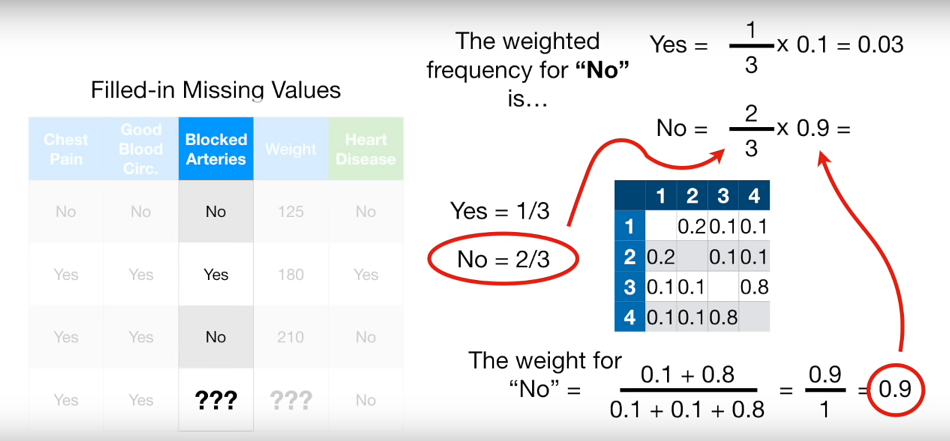 The weighted
frequency for "No"
is...
Yes = 1/3 x 0.1 = 0.03
No = 2/3 x 0.9 =
Filled-in Missing Values
Chest Pain Good Blood Circ. Blocked Arteries Weight Heart Disease
No No No 125 No
Yes Yes Yes 180 Yes
Yes Yes No 210 No
Yes Yes ??? ??? No
Yes = 1/3
No = 2/3
1 2 3 4
1 0.2 0.1 0.1
2 0.2 0.1 0.1
3 0.1 0.1 0.8
4 0.1 0.1 0.8
The weight for
"No" = 0.1 + 0.8 / 0.1 + 0.1 + 0.8 = 0.9 / 1 = 0.9